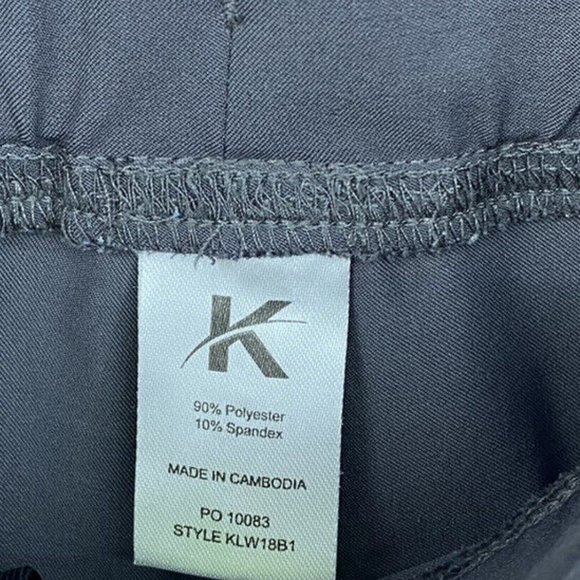 K
90% Polyester
10% Spandex
MADE IN CAMBODIA
PO 10083
STYLE KLW18B1